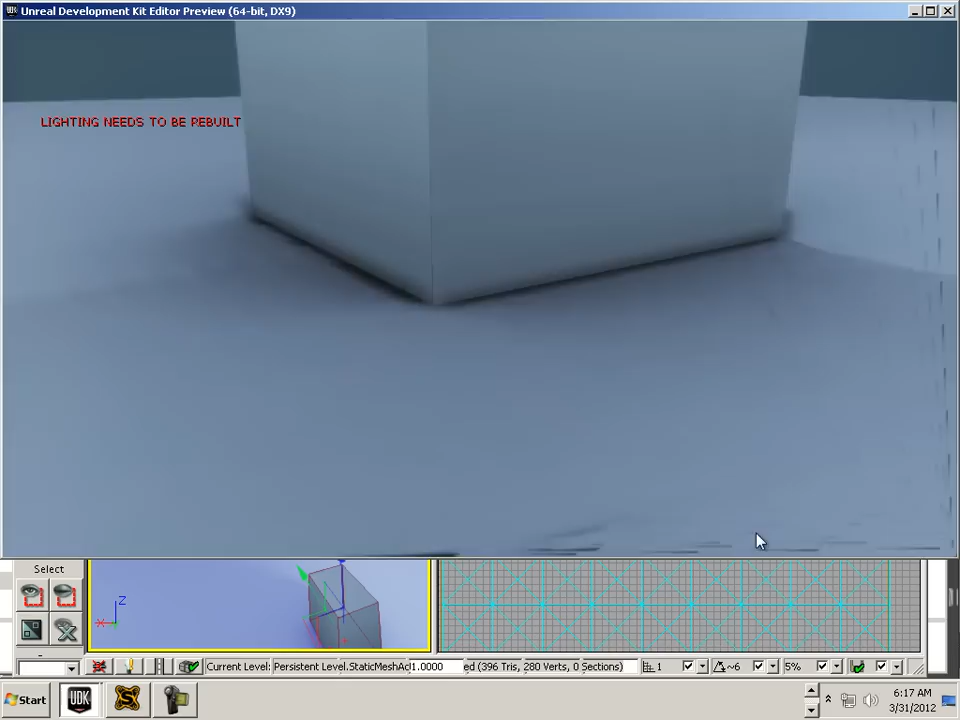 Unreal Development Kit Editor Preview (64-bit, DX9)
LIGHTING NEEDS TO BE REBUILT
Select
Z
X
Current Level: Persistent Level.StaticMeshAc 1.0000 ed (396 Tris, 280 Verts, 0 Sections) 1 ~6 5%
Start UDK 6:17 AM
3/31/2012